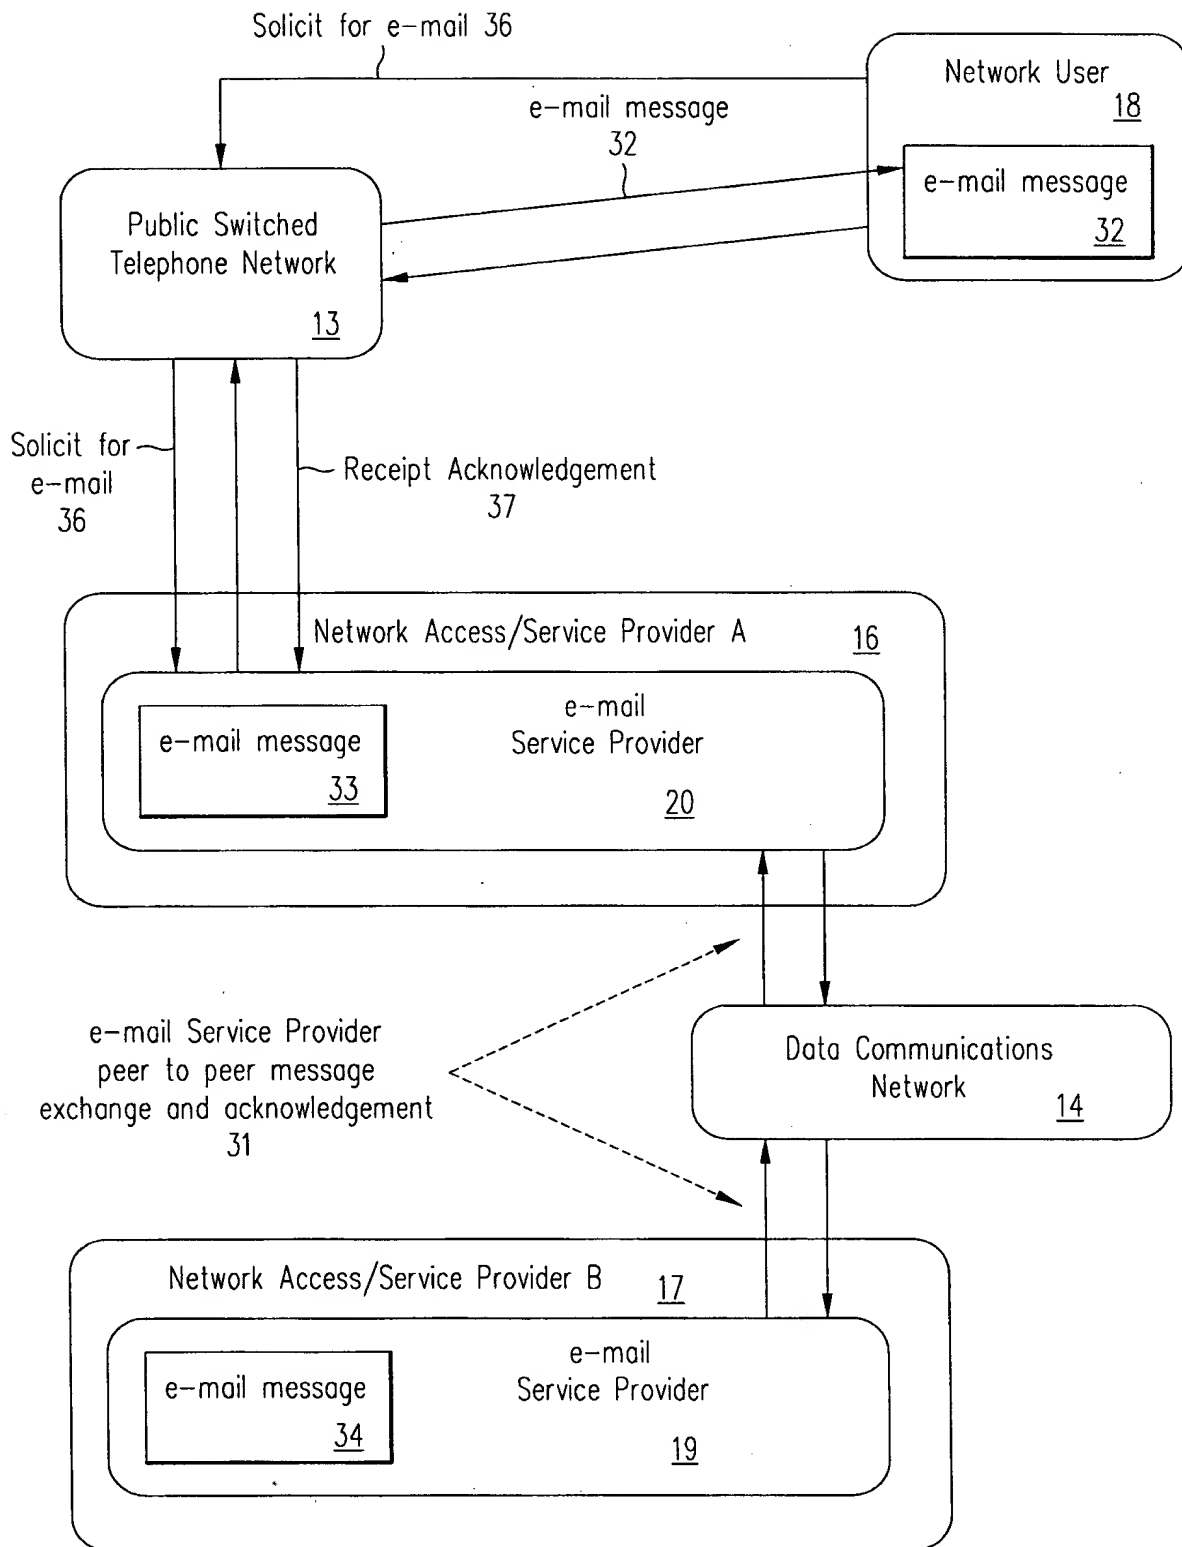 Solicit for e-mail 36
Network User
18
e-mail message
32
e-mail message
32
Public Switched
Telephone Network
13
Solicit for
e-mail
36
Receipt Acknowledgement
37
Network Access/Service Provider A
16
e-mail message
33
e-mail
Service Provider
20
e-mail Service Provider
peer to peer message
exchange and acknowledgement
31
Data Communications
Network
14
Network Access/Service Provider B
17
e-mail message
34
e-mail
Service Provider
19